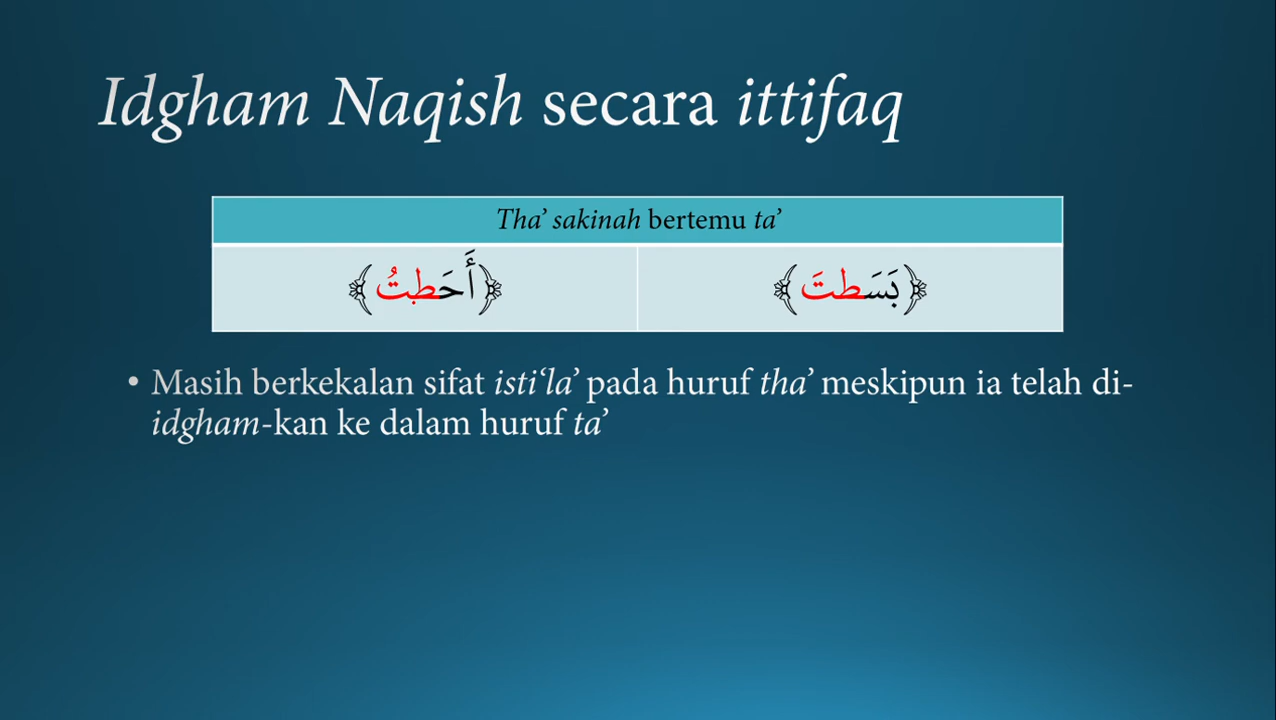 Idgham Naqish secara ittifaq
Tha’ sakinah bertemu ta’
﴿بَسَطتَ﴾
﴿أَحَطتُ﴾
• Masih berkekalan sifat isti‘la’ pada huruf tha’ meskipun ia telah di-
idgham-kan ke dalam huruf ta’